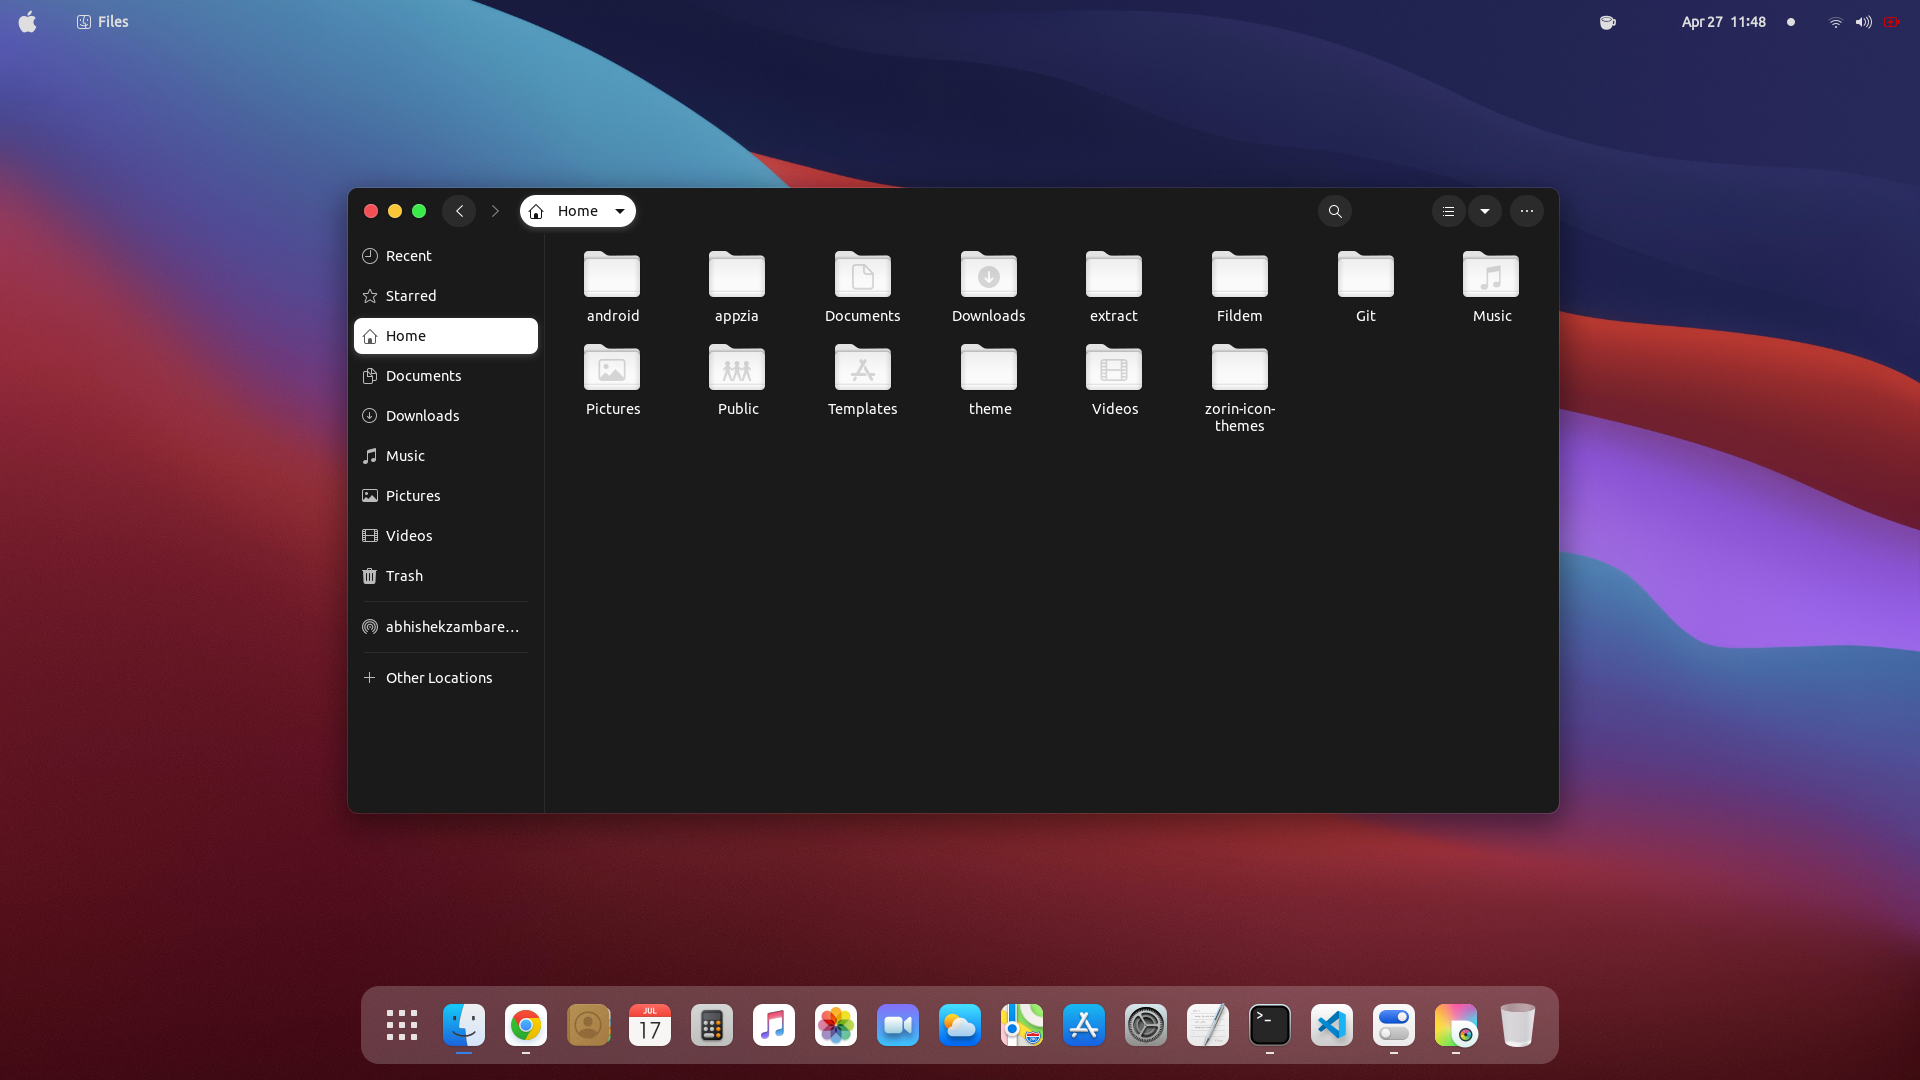 Files
Apr 27 11:48
Home
Recent
Starred
Home
Documents
Downloads
Music
Pictures
Videos
Trash
abhishekzambare...
Other Locations
android
appzia
Documents
Downloads
extract
Fildem
Git
Music
Pictures
Public
Templates
theme
Videos
zorin-icon-
themes
JUL
17
>_